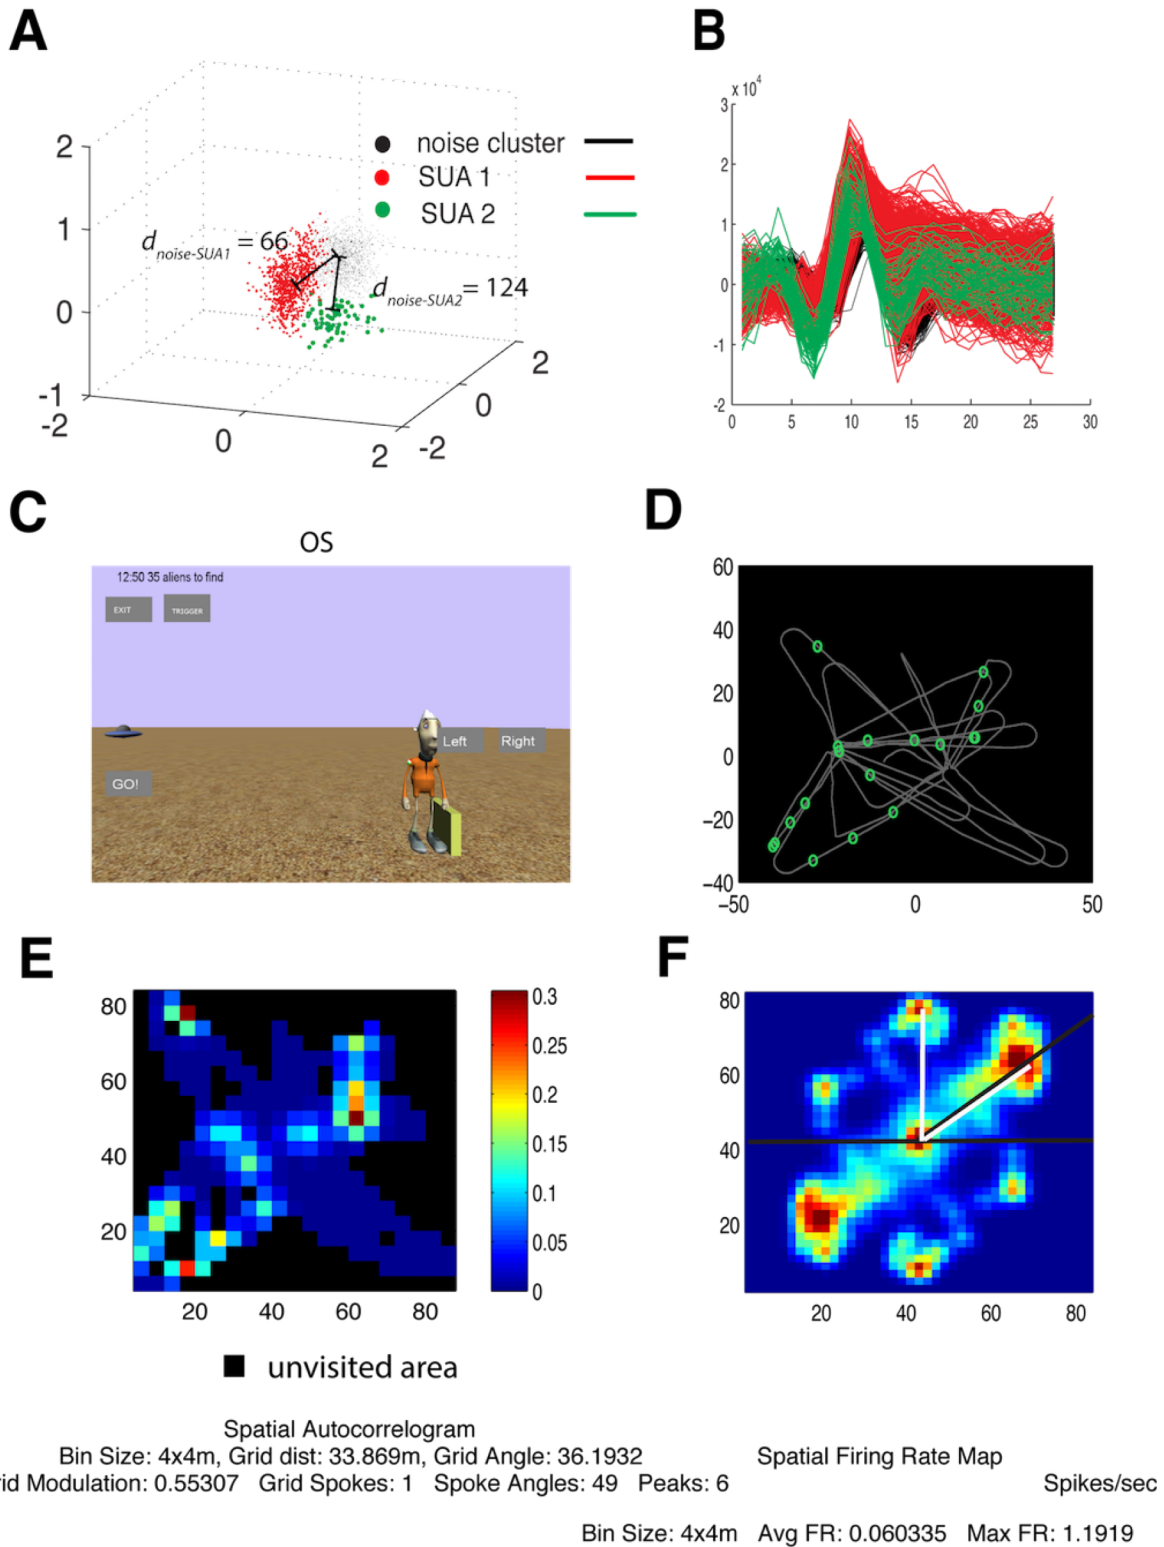 A
B
x 10⁴
3
2
1
0
-1
-2
0 5 10 15 20 25 30
2
1
0
-1
-2
0
2
-2
0
2
noise cluster
SUA 1
SUA 2
d noise-SUA1 = 66
d noise-SUA2 = 124
C
D
OS
12:50 35 aliens to find
EXIT TRIGGER
Left Right
GO!
60
40
20
0
−20
−40
−50 0 50
E
F
80
60
40
20
20 40 60 80
0.3
0.25
0.2
0.15
0.1
0.05
0
80
60
40
20
20 40 60 80
unvisited area
Spatial Autocorrelogram
Bin Size: 4x4m, Grid dist: 33.869m, Grid Angle: 36.1932
rid Modulation: 0.55307 Grid Spokes: 1 Spoke Angles: 49 Peaks: 6
Spatial Firing Rate Map
Spikes/sec
Bin Size: 4x4m Avg FR: 0.060335 Max FR: 1.1919